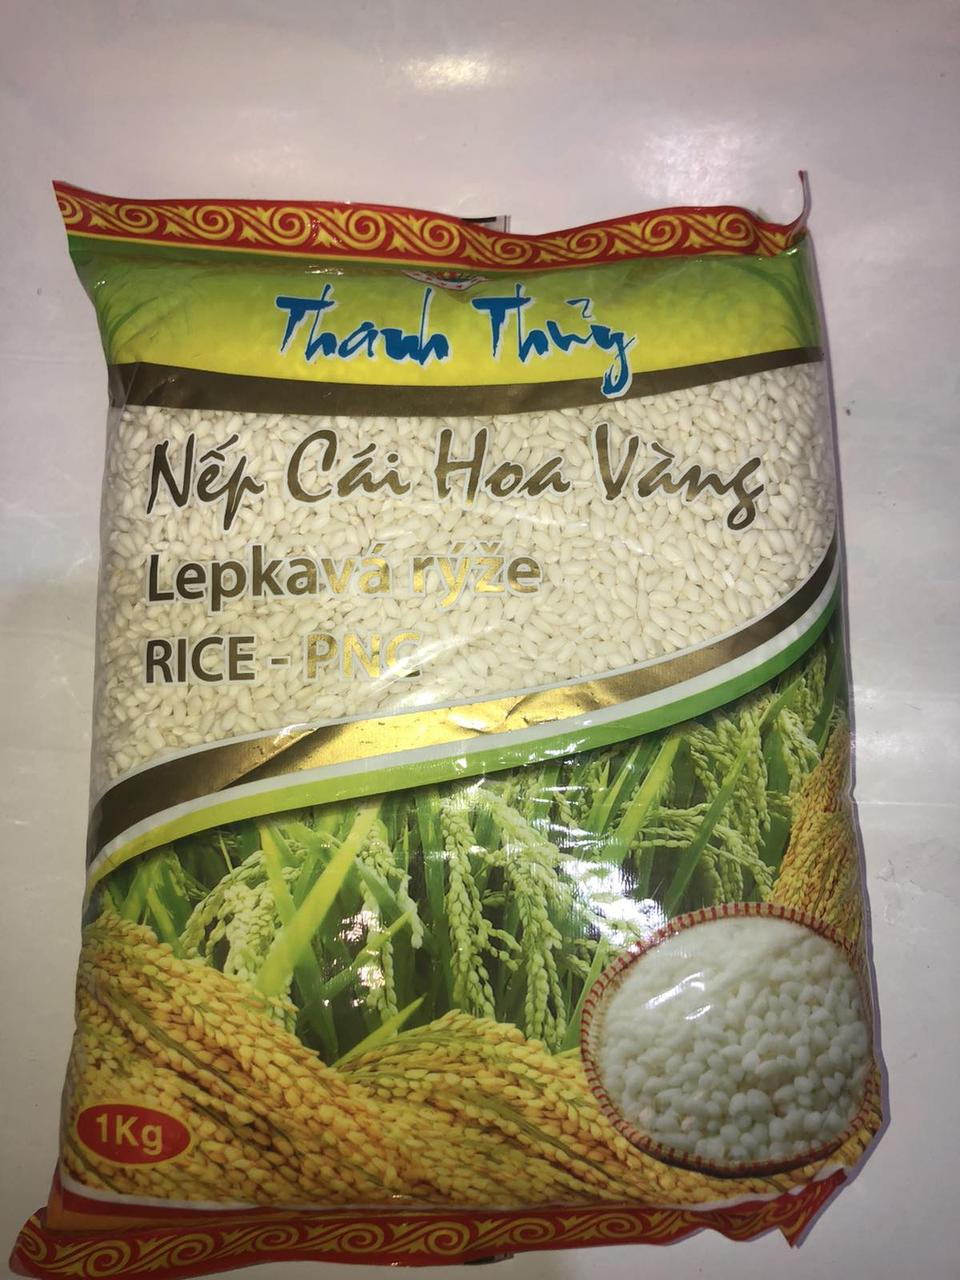 Thanh Thủy
Nếp Cái Hoa Vàng
Lepkavá rýže
RICE - PNC
1Kg